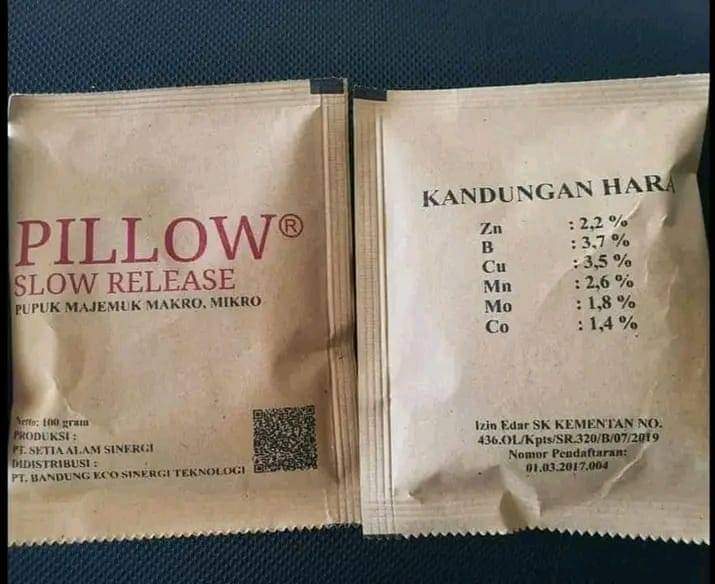 PILLOW®
SLOW RELEASE
PUPUK MAJEMUK MAKRO, MIKRO
Netto: 100 gram
PRODUKSI :
PT. SETIA ALAM SINERGI
DIDISTRIBUSI :
PT. BANDUNG ECO SINERGI TEKNOLOGI
KANDUNGAN HARA
Zn : 2,2 %
B : 3,7 %
Cu : 3,5 %
Mn : 2,6 %
Mo : 1,8 %
Co : 1,4 %
Izin Edar SK KEMENTAN NO.
436.OL/Kpts/SR.320/B/07/2019
Nomor Pendaftaran:
01.03.2017.004